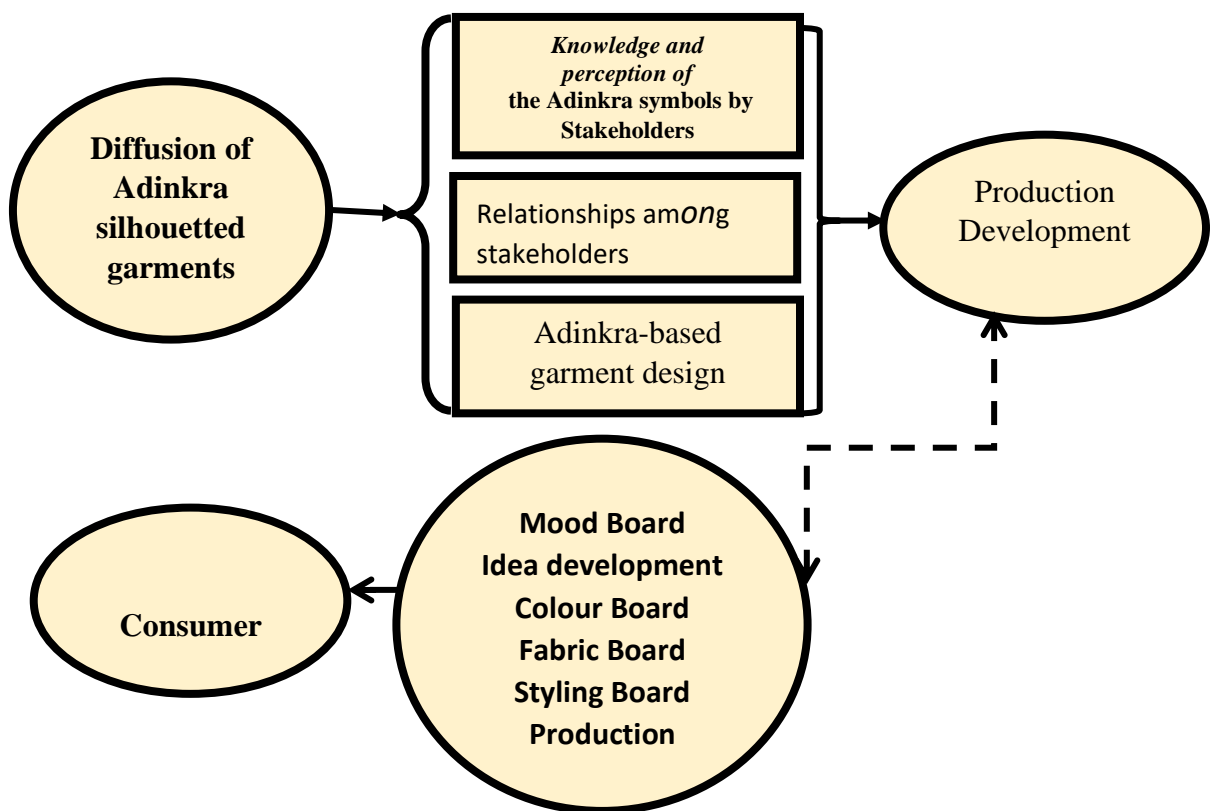 Diffusion of
Adinkra
silhouetted
garments
Knowledge and
perception of
the Adinkra symbols by
Stakeholders
Relationships among
stakeholders
Adinkra-based
garment design
Production
Development
Mood Board
Idea development
Colour Board
Fabric Board
Styling Board
Production
Consumer